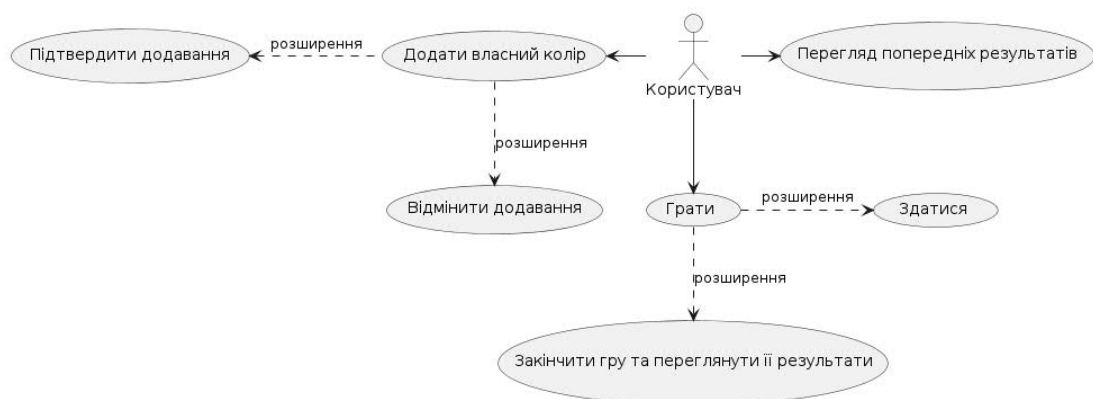 Підтвердити додавання
розширення
Додати власний колір
Користувач
Перегляд попередніх результатів
розширення
Відмінити додавання
Грати
розширення
Здатися
розширення
Закінчити гру та переглянути її результати